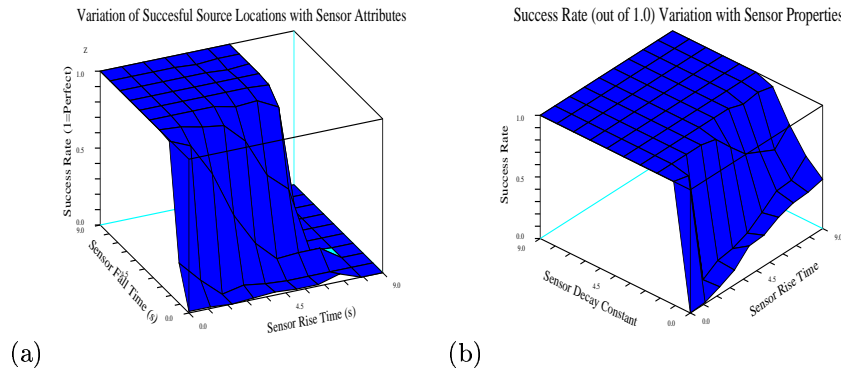 Variation of Succesful Source Locations with Sensor Attributes
Z
1.0
0.5
0.0
Success Rate (1=Perfect)
9.0
4.5
0.0
Sensor Fall Time (s)
0.0
4.5
9.0
Sensor Rise Time (s)
(a)
Success Rate (out of 1.0) Variation with Sensor Properties
1.0
0.5
0.0
Success Rate
9.0
4.5
0.0
Sensor Decay Constant
0.0
4.5
9.0
Sensor Rise Time
(b)